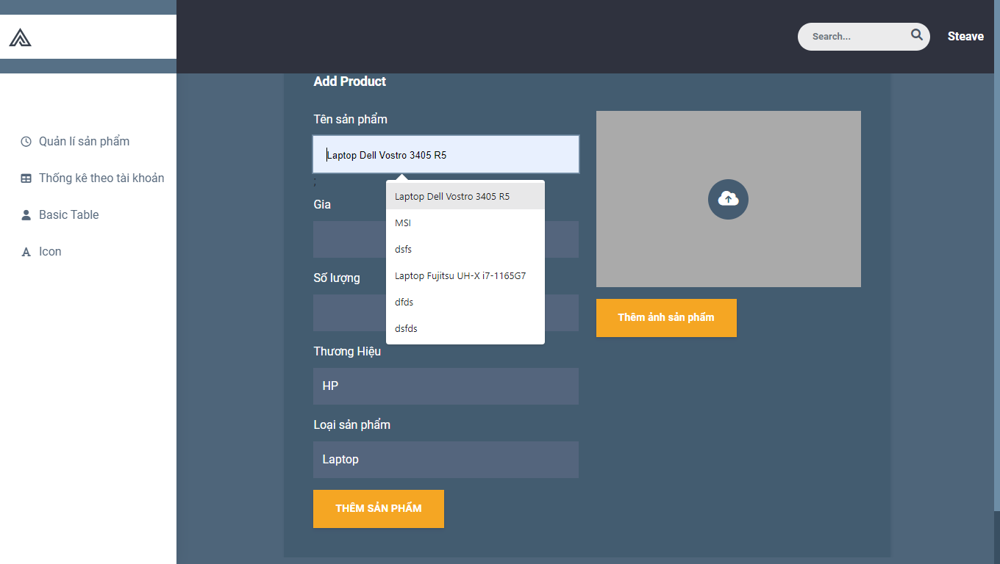 Search...
Steave
Quản lí sản phẩm
Thống kê theo tài khoản
Basic Table
Icon
Add Product
Tên sản phẩm
Laptop Dell Vostro 3405 R5
;
Laptop Dell Vostro 3405 R5
MSI
dsfs
Laptop Fujitsu UH-X i7-1165G7
dfds
dsfds
Gia
Số lượng
Thương Hiệu
HP
Loại sản phẩm
Laptop
THÊM SẢN PHẨM
Thêm ảnh sản phẩm